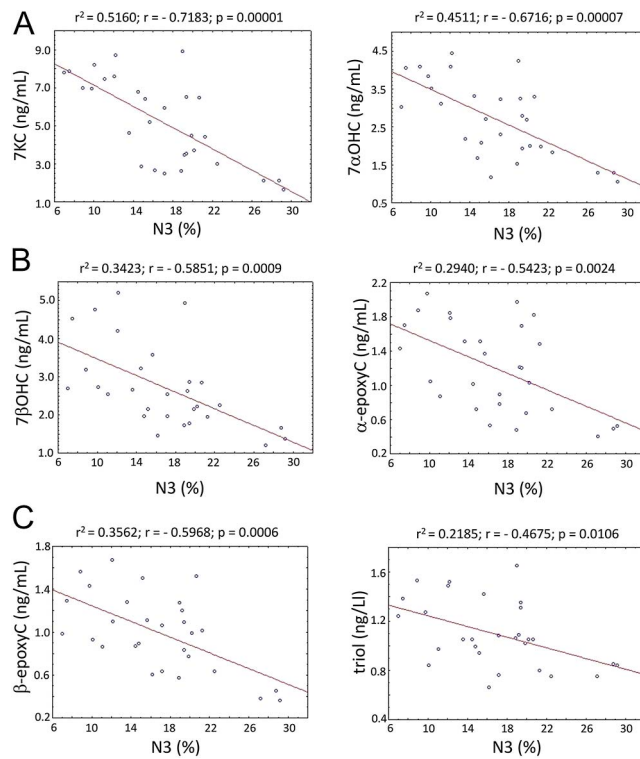 A
r² = 0.5160; r = - 0.7183; p = 0.00001
7KC (ng/mL)
9.0
7.0
5.0
3.0
1.0
6 10 14 18 22 26 30
N3 (%)
r² = 0.4511; r = - 0.6716; p = 0.00007
7αOHC (ng/mL)
4.5
3.5
2.5
1.5
0.5
6 10 14 18 22 26 30
N3 (%)
B
r² = 0.3423; r = - 0.5851; p = 0.0009
7βOHC (ng/mL)
5.0
4.0
3.0
2.0
1.0
6 10 14 18 22 26 30
N3 (%)
r² = 0.2940; r = - 0.5423; p = 0.0024
α-epoxyC (ng/mL)
2.2
1.8
1.4
1.0
0.6
0.2
6 10 14 18 22 26 30
N3 (%)
C
r² = 0.3562; r = - 0.5968; p = 0.0006
β-epoxyC (ng/mL)
1.8
1.4
1.0
0.6
0.2
6 10 14 18 22 26 30
N3 (%)
r² = 0.2185; r = - 0.4675; p = 0.0106
triol (ng/Ll)
1.6
1.2
0.8
0.4
6 10 14 18 22 26 30
N3 (%)